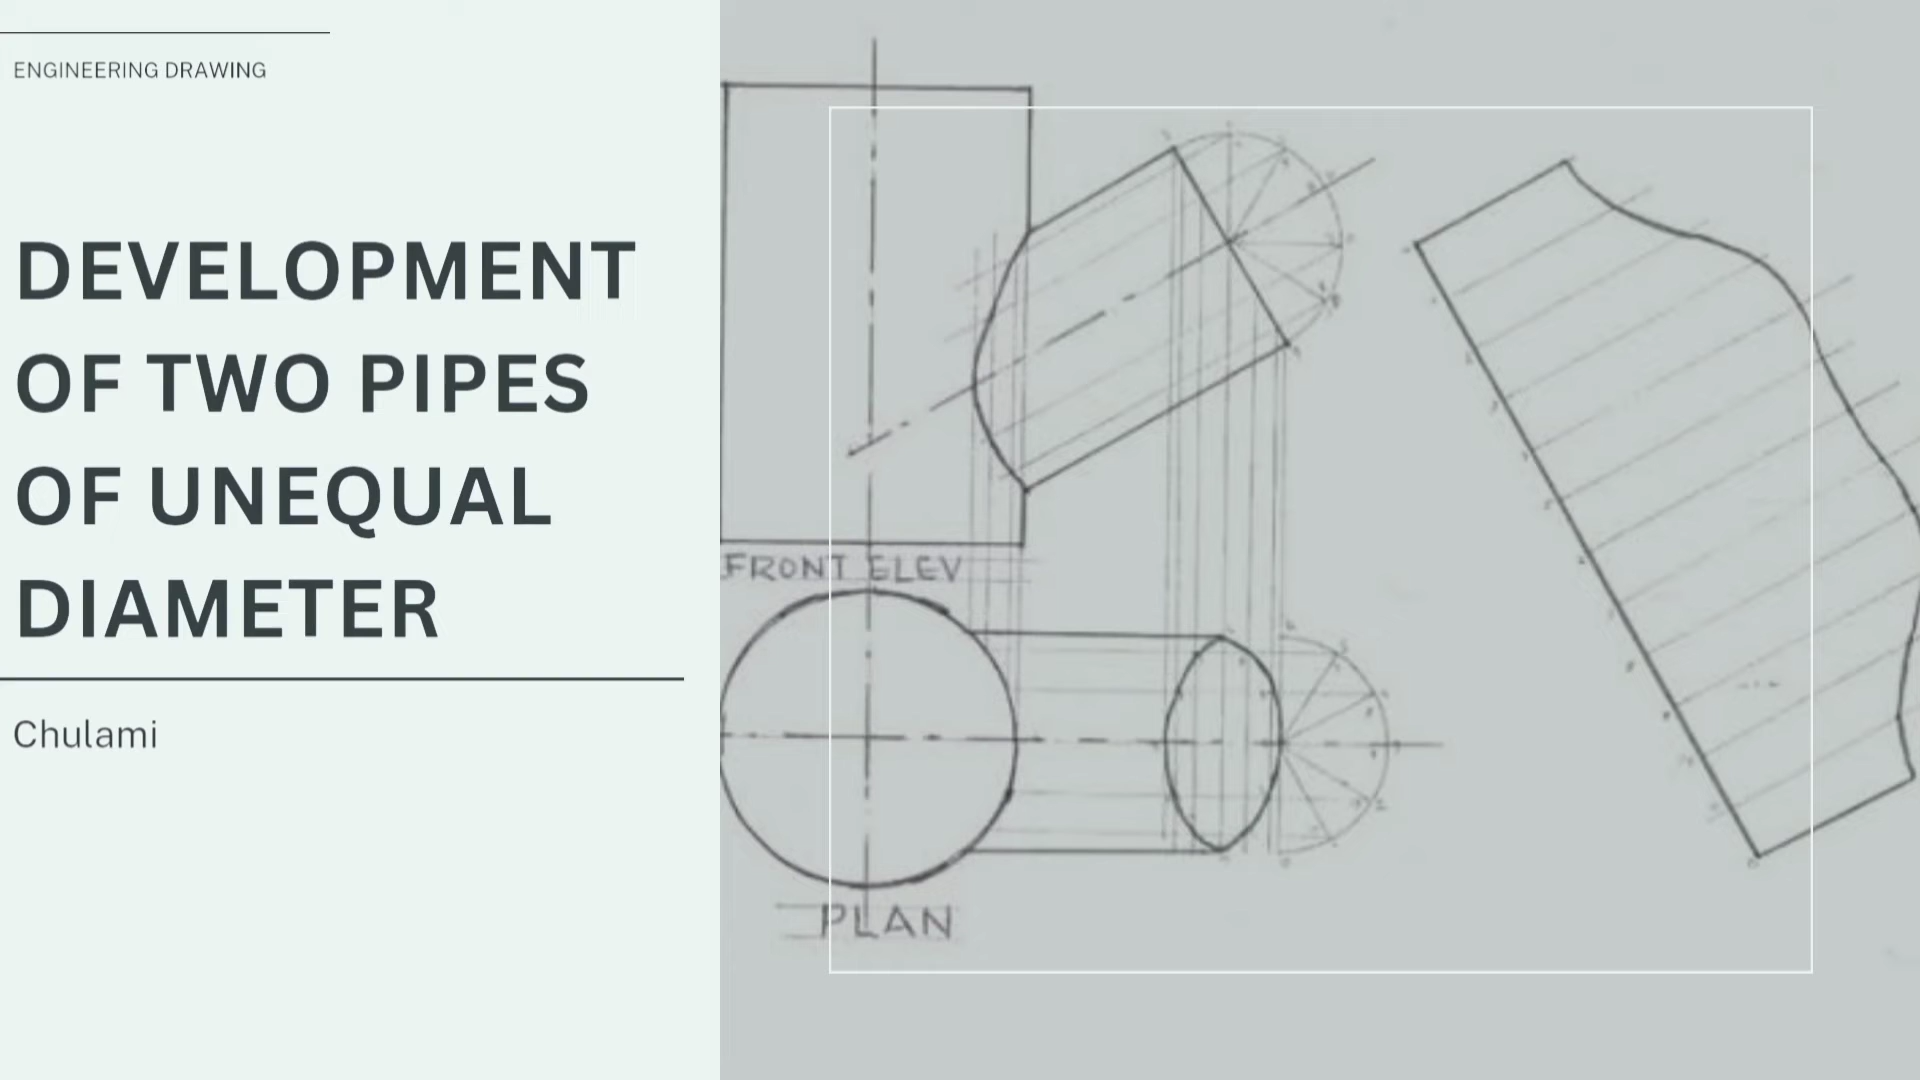 ENGINEERING DRAWING
DEVELOPMENT
OF TWO PIPES
OF UNEQUAL
DIAMETER
Chulami
FRONT ELEV
PLAN